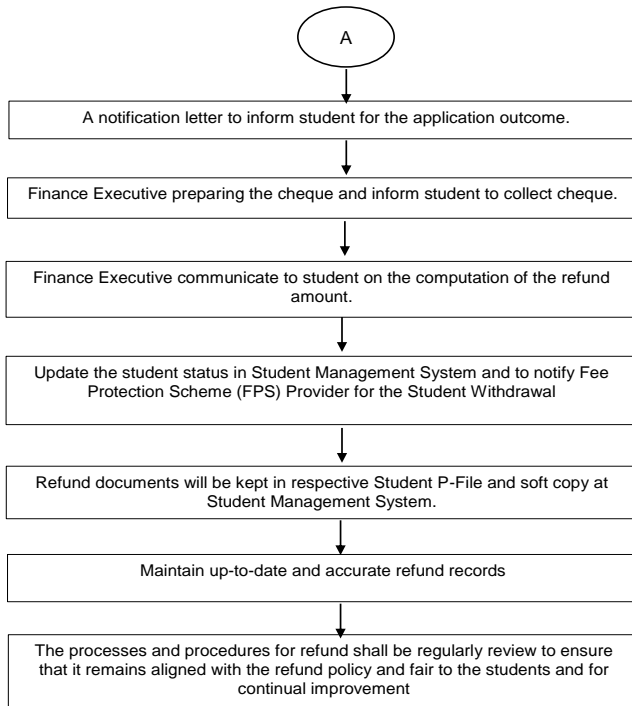 A
A notification letter to inform student for the application outcome.
Finance Executive preparing the cheque and inform student to collect cheque.
Finance Executive communicate to student on the computation of the refund
amount.
Update the student status in Student Management System and to notify Fee
Protection Scheme (FPS) Provider for the Student Withdrawal
Refund documents will be kept in respective Student P-File and soft copy at
Student Management System.
Maintain up-to-date and accurate refund records
The processes and procedures for refund shall be regularly review to ensure
that it remains aligned with the refund policy and fair to the students and for
continual improvement